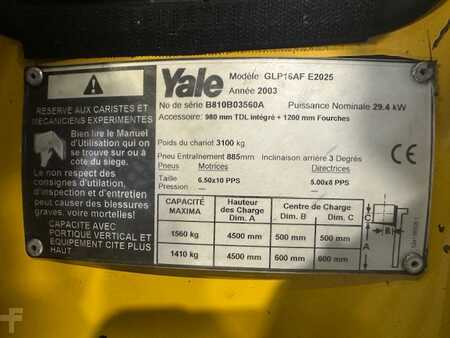 Yale
Modèle GLP16AF E2025
Année 2003
No de série B810B03560A Puissance Nominale 29.4 kW
Accessoire: 980 mm TDL intégré + 1200 mm Fourches
Poids du chariot 3100 kg
Pneu Entraînement 885mm Inclinaison arrière 3 Degrés
Pneus Motrices Directrices
Taille 6.50x10 PPS 5.00x8 PPS
Pression — —
CAPACITÉ MAXIMA Hauteur des Charge Dim. A Centre de Charge Dim. B Dim. C
1560 kg 4500 mm 500 mm 500 mm
1410 kg 4500 mm 600 mm 600 mm
RESERVÉ AUX CARISTES ET
MECANICIENS EXPERIMENTES
Bien lire le Manuel
d'Utilisation qui on
se trouve sur ou à
coté du siege.
Le non respect des
consignes de conduite,
d'inspection et d'entretien
peut causer des blessures
graves, voire mortelles!
CAPACITE AVEC
PORTIQUE VERTICAL ET
EQUIPEMENT CITE PLUS
HAUT
CE
C
B
A
F